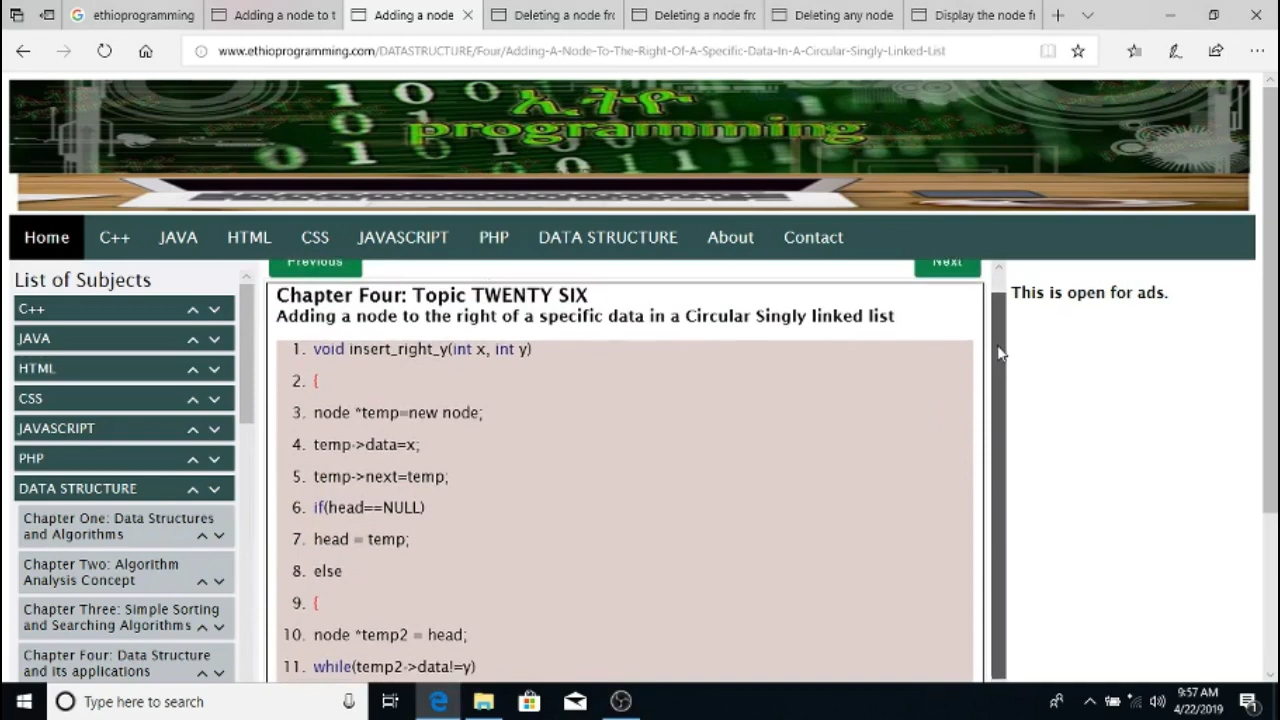 ethioprogramming
Adding a node to t
Adding a node
Deleting a node fro
Deleting a node fro
Deleting any node
Display the node f
www.ethioprogramming.com/DATASTRUCTURE/Four/Adding-A-Node-To-The-Right-Of-A-Specific-Data-In-A-Circular-Singly-Linked-List
ኢትዮ
programming
Home
C++
JAVA
HTML
CSS
JAVASCRIPT
PHP
DATA STRUCTURE
About
Contact
List of Subjects
C++
JAVA
HTML
CSS
JAVASCRIPT
PHP
DATA STRUCTURE
Chapter One: Data Structures
and Algorithms
Chapter Two: Algorithm
Analysis Concept
Chapter Three: Simple Sorting
and Searching Algorithms
Chapter Four: Data Structure
and its applications
Previous
Next
Chapter Four: Topic TWENTY SIX
Adding a node to the right of a specific data in a Circular Singly linked list
1. void insert_right_y(int x, int y)
2. {
3. node *temp=new node;
4. temp->data=x;
5. temp->next=temp;
6. if(head==NULL)
7. head = temp;
8. else
9. {
10. node *temp2 = head;
11. while(temp2->data!=y)
This is open for ads.
Type here to search
9:57 AM
4/22/2019